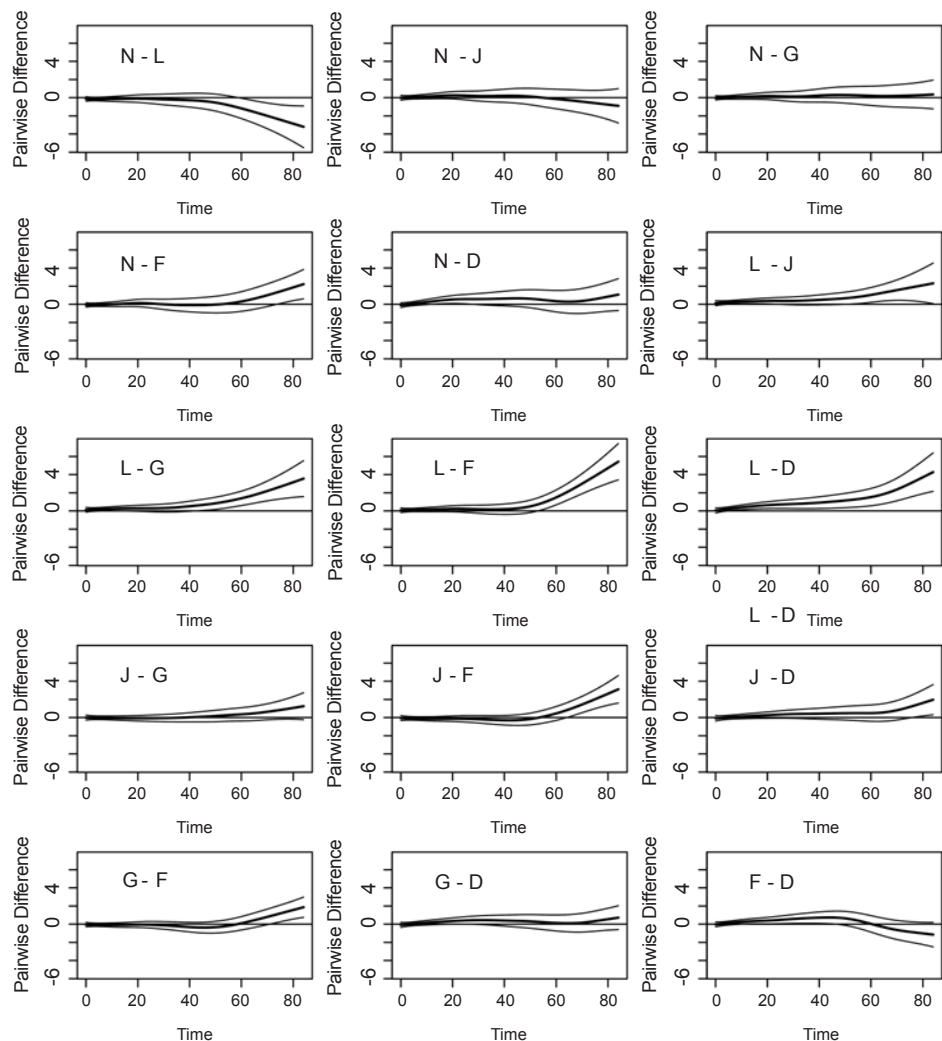 N - L
N - J
N - G
Pairwise Difference
Pairwise Difference
Pairwise Difference
4
0
-6
4
0
-6
4
0
-6
0 20 40 60 80
0 20 40 60 80
0 20 40 60 80
Time
Time
Time
N - F
N - D
L - J
Pairwise Difference
Pairwise Difference
Pairwise Difference
4
0
-6
4
0
-6
4
0
-6
0 20 40 60 80
0 20 40 60 80
0 20 40 60 80
Time
Time
Time
L - G
L - F
L - D
Pairwise Difference
Pairwise Difference
Pairwise Difference
4
0
-6
4
0
-6
4
0
-6
0 20 40 60 80
0 20 40 60 80
0 20 40 60 80
Time
Time
Time
L - D
J - G
J - F
J - D
Pairwise Difference
Pairwise Difference
Pairwise Difference
4
0
-6
4
0
-6
4
0
-6
0 20 40 60 80
0 20 40 60 80
0 20 40 60 80
Time
Time
Time
G - F
G - D
F - D
Pairwise Difference
Pairwise Difference
Pairwise Difference
4
0
-6
4
0
-6
4
0
-6
0 20 40 60 80
0 20 40 60 80
0 20 40 60 80
Time
Time
Time